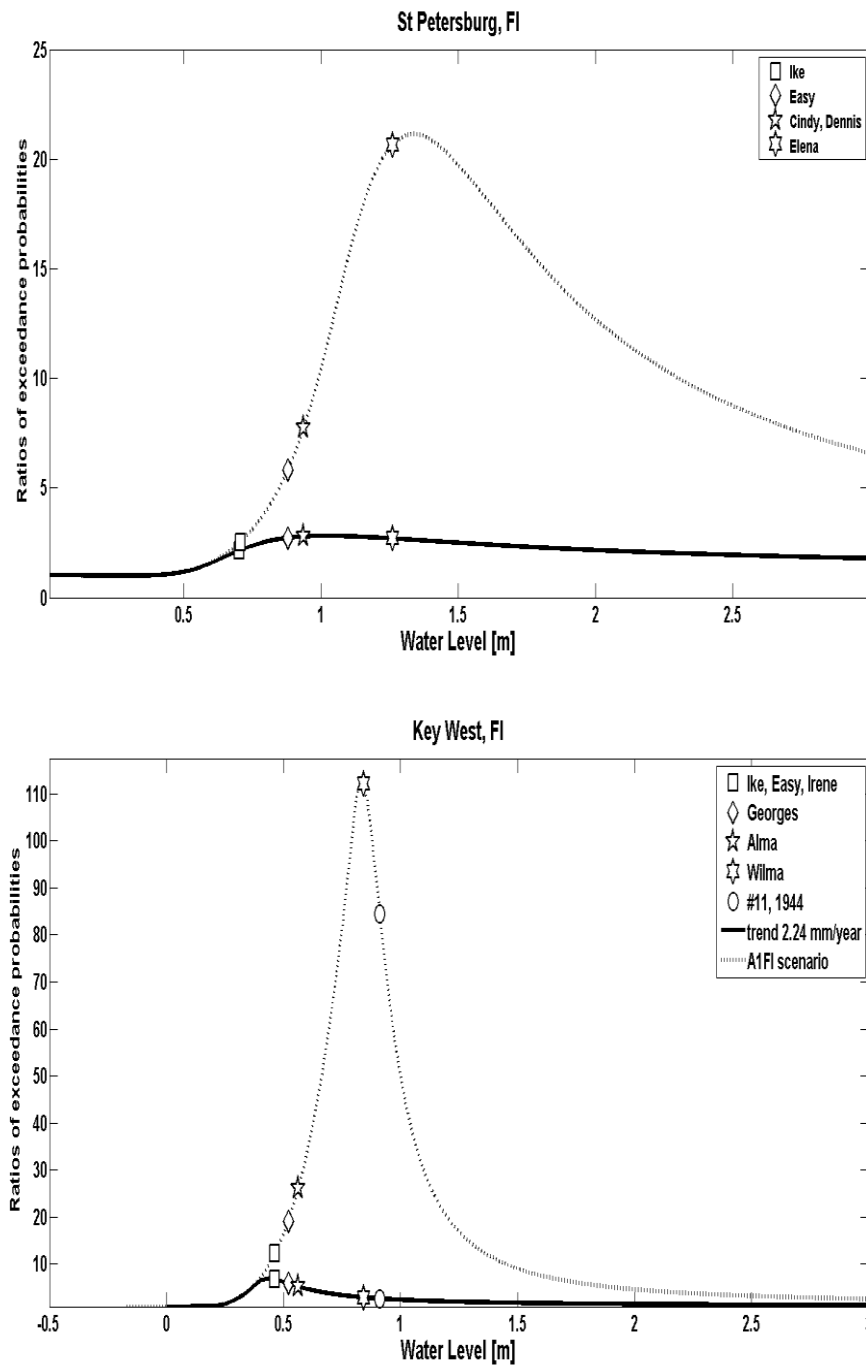 St Petersburg, Fl
25
20
15
10
5
0
Ratios of exceedance probabilities
Ike
Easy
Cindy, Dennis
Elena
0.5 1 1.5 2 2.5
Water Level [m]
Key West, Fl
110
100
90
80
70
60
50
40
30
20
10
Ratios of exceedance probabilities
Ike, Easy, Irene
Georges
Alma
Wilma
#11, 1944
trend 2.24 mm/year
A1FI scenario
-0.5 0 0.5 1 1.5 2 2.5 3
Water Level [m]